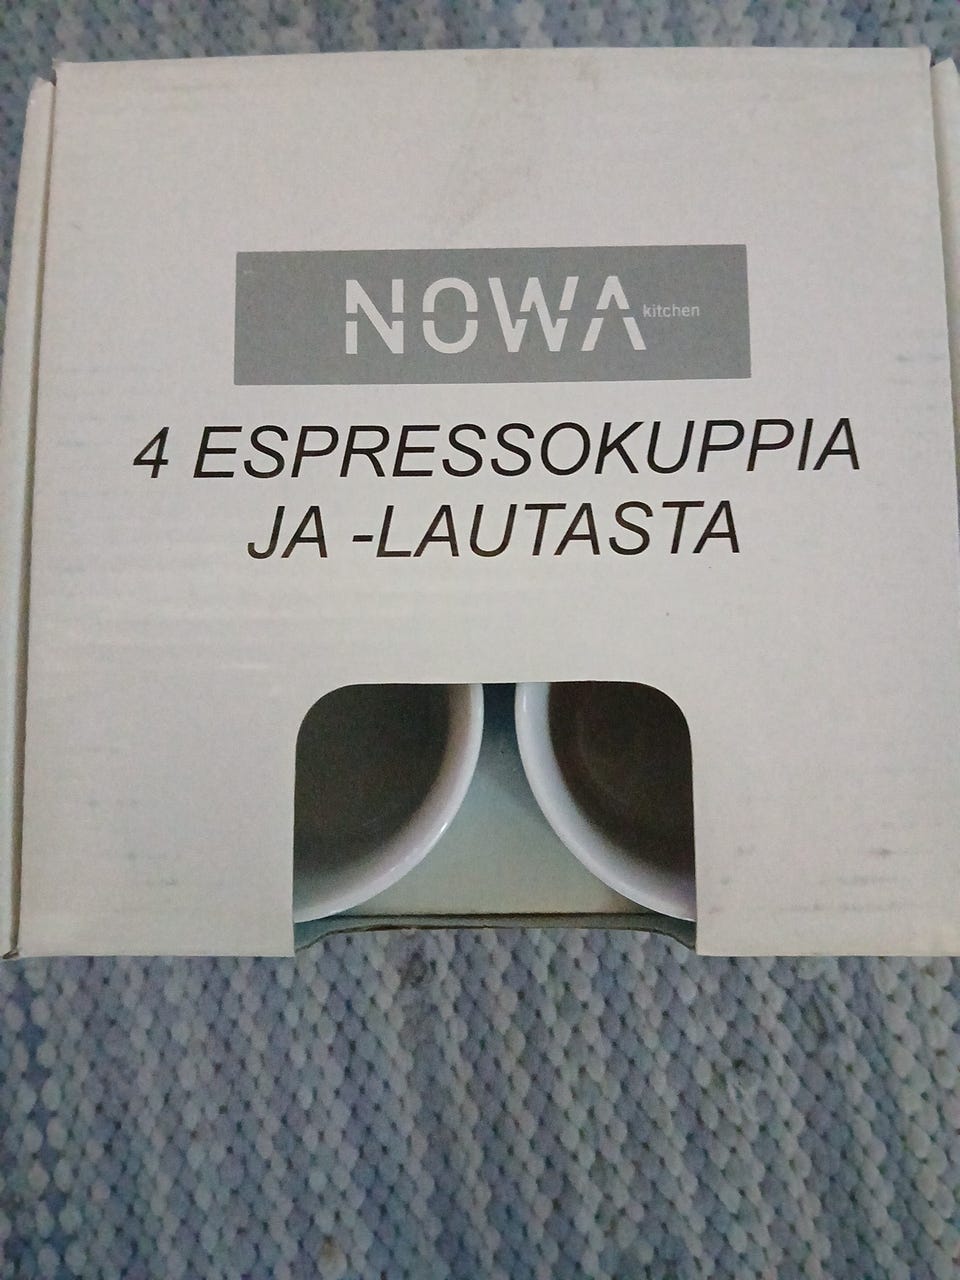 NOWA kitchen
4 ESPRESSOKUPPIA
JA -LAUTASTA